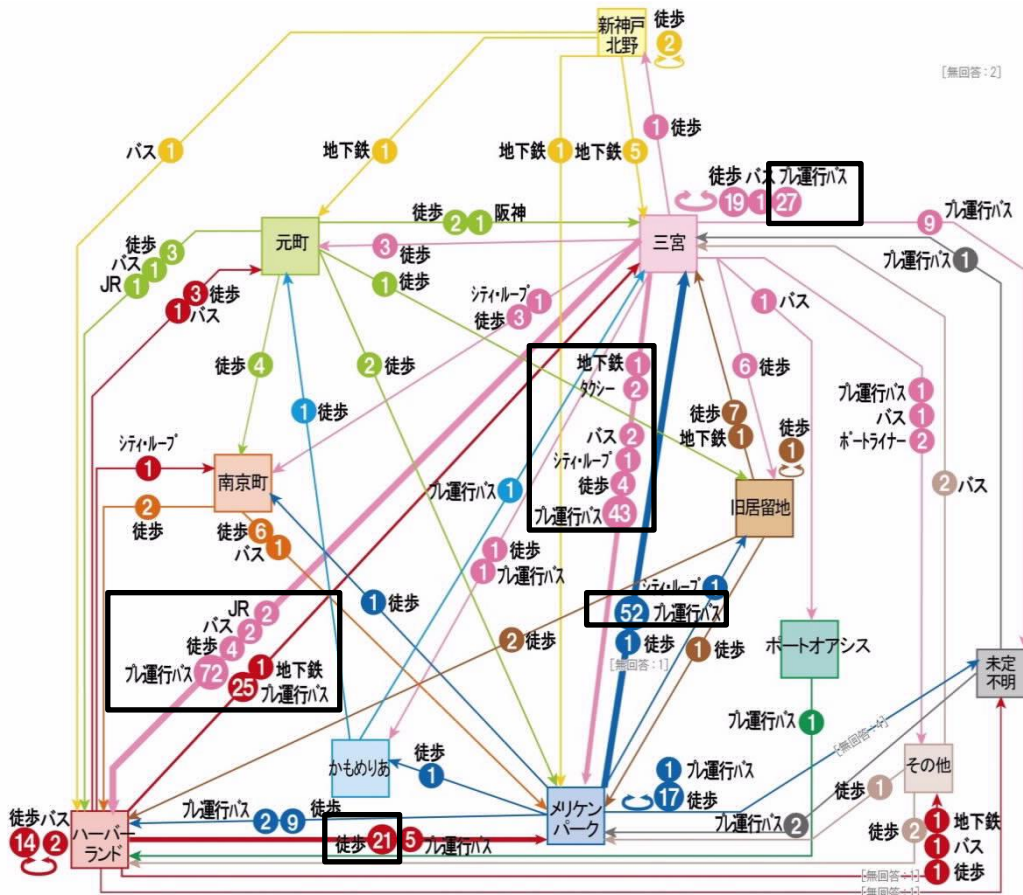 新神戸
北野
徒歩
2
[無回答:2]
バス 1
地下鉄 1
地下鉄 1
地下鉄 5
1 徒歩
徒歩 バス プレ運行バス
19 1 27
元町
徒歩 2 1 阪神
三宮
9 プレ運行バス
プレ運行バス 1
3 徒歩
1 徒歩
徒歩 3
バス 1
JR 1
3 徒歩
1 バス
シティ・ループ 1
徒歩 3
1 バス
6 徒歩
徒歩 4
2 徒歩
地下鉄 1
タクシー 2
バス 2
シティ・ループ 1
徒歩 4
プレ運行バス 43
プレ運行バス 1
バス 1
ポートライナー 2
徒歩 7
地下鉄 1
徒歩
1
1 徒歩
シティ・ループ
1
南京町
プレ運行バス 1
旧居留地
2 バス
2
徒歩
徒歩 6
バス 1
1 徒歩
1 プレ運行バス
シティ・ループ 1
52 プレ運行バス
1 徒歩
[無回答:1]
1 徒歩
JR 2
バス 2
徒歩 4
プレ運行バス 72
1 地下鉄
25 プレ運行バス
2 徒歩
1 徒歩
ポートオアシス
未定
不明
プレ運行バス 1
[無回答:4]
かもめりあ
徒歩
1
1 プレ運行バス
17 徒歩
その他
メリケン
パーク
徒歩 1
プレ運行バス 2
プレ運行バス 2 9 徒歩
徒歩バス
14 2
ハーバー
ランド
徒歩 21 5 プレ運行バス
徒歩 2
1 地下鉄
1 バス
1 徒歩
[無回答:1]
[無回答:1]